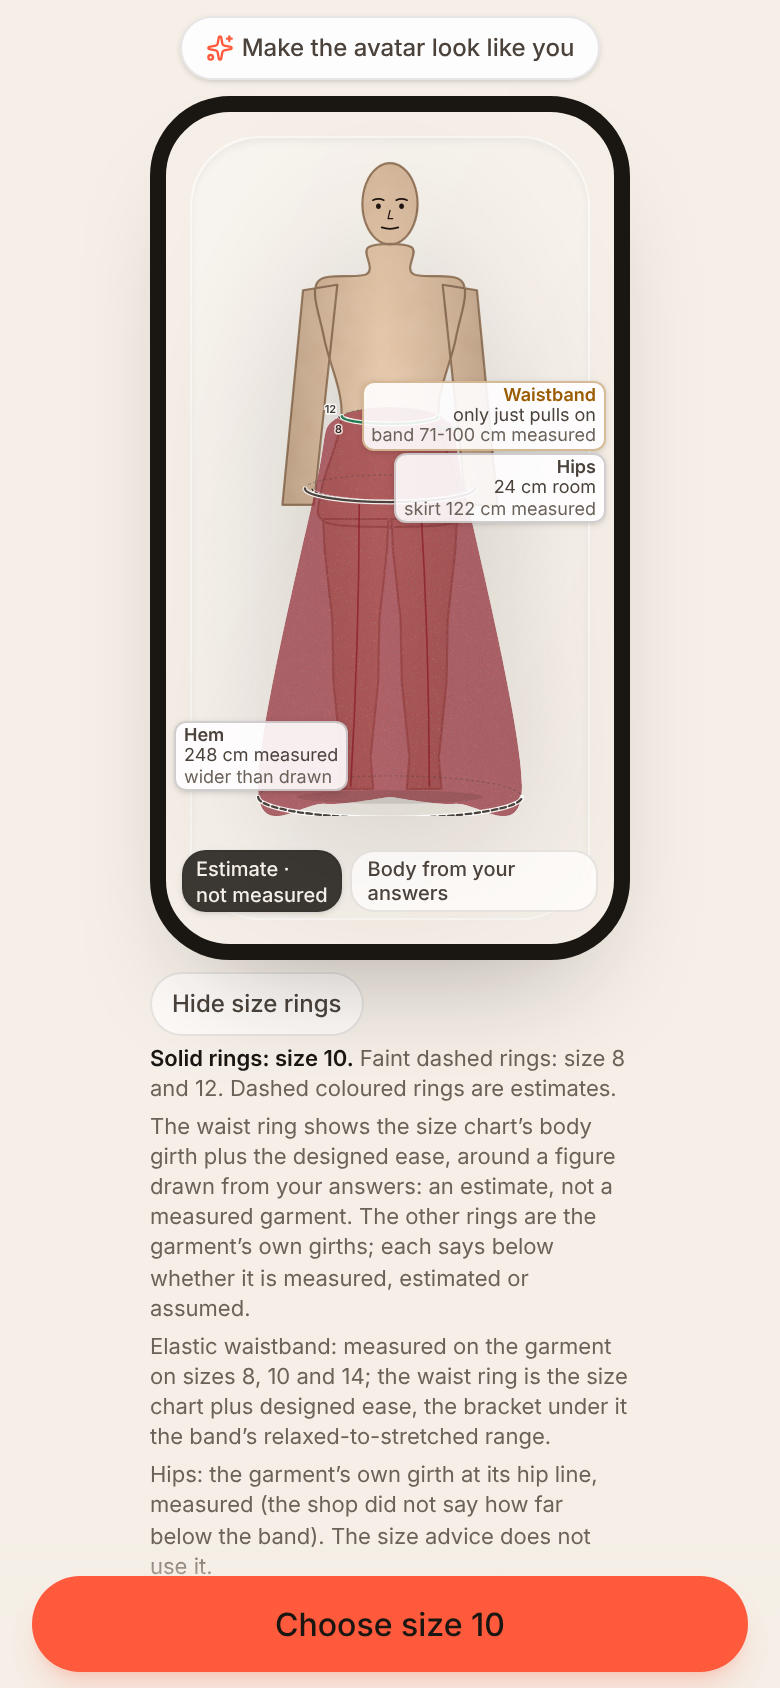 Make the avatar look like you
12
8
Waistband
only just pulls on
band 71-100 cm measured
Hips
24 cm room
skirt 122 cm measured
Hem
248 cm measured
wider than drawn
Estimate ·
not measured
Body from your
answers
Hide size rings
Solid rings: size 10. Faint dashed rings: size 8
and 12. Dashed coloured rings are estimates.
The waist ring shows the size chart’s body
girth plus the designed ease, around a figure
drawn from your answers: an estimate, not a
measured garment. The other rings are the
garment’s own girths; each says below
whether it is measured, estimated or
assumed.
Elastic waistband: measured on the garment
on sizes 8, 10 and 14; the waist ring is the size
chart plus designed ease, the bracket under it
the band’s relaxed-to-stretched range.
Hips: the garment’s own girth at its hip line,
measured (the shop did not say how far
below the band). The size advice does not
use it.
Choose size 10